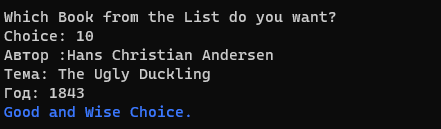 Which Book from the List do you want?
Choice: 10
Автор :Hans Christian Andersen
Тема: The Ugly Duckling
Год: 1843
Good and Wise Choice.